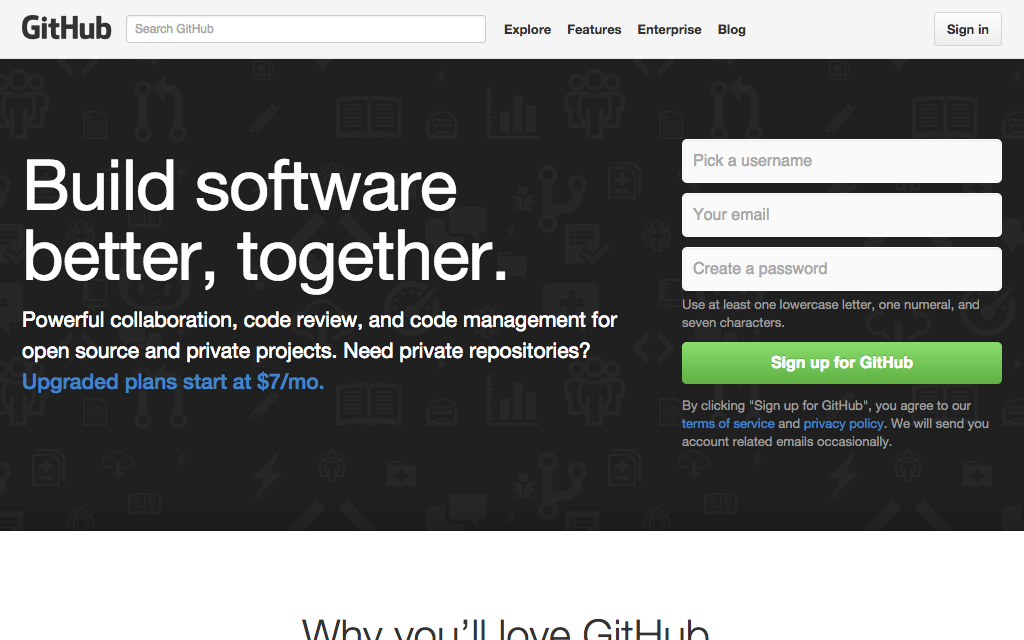 GitHub
Search GitHub
Explore
Features
Enterprise
Blog
Sign in
Build software
better, together.
Powerful collaboration, code review, and code management for
open source and private projects. Need private repositories?
Upgraded plans start at $7/mo.
Pick a username
Your email
Create a password
Use at least one lowercase letter, one numeral, and
seven characters.
Sign up for GitHub
By clicking "Sign up for GitHub", you agree to our
terms of service and privacy policy. We will send you
account related emails occasionally.
Why you'll love GitHub